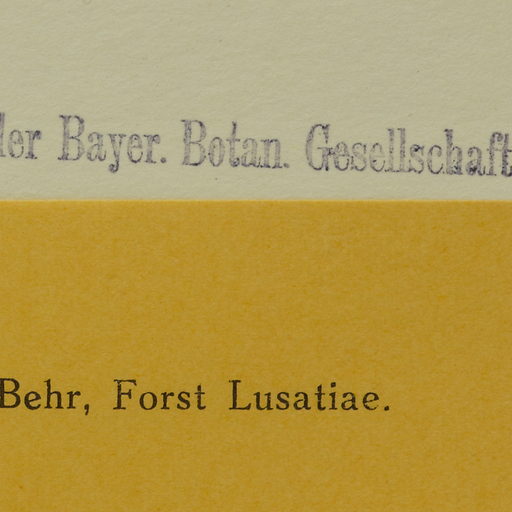 der Bayer. Botan. Gesellschaft
Behr, Forst Lusatiae.